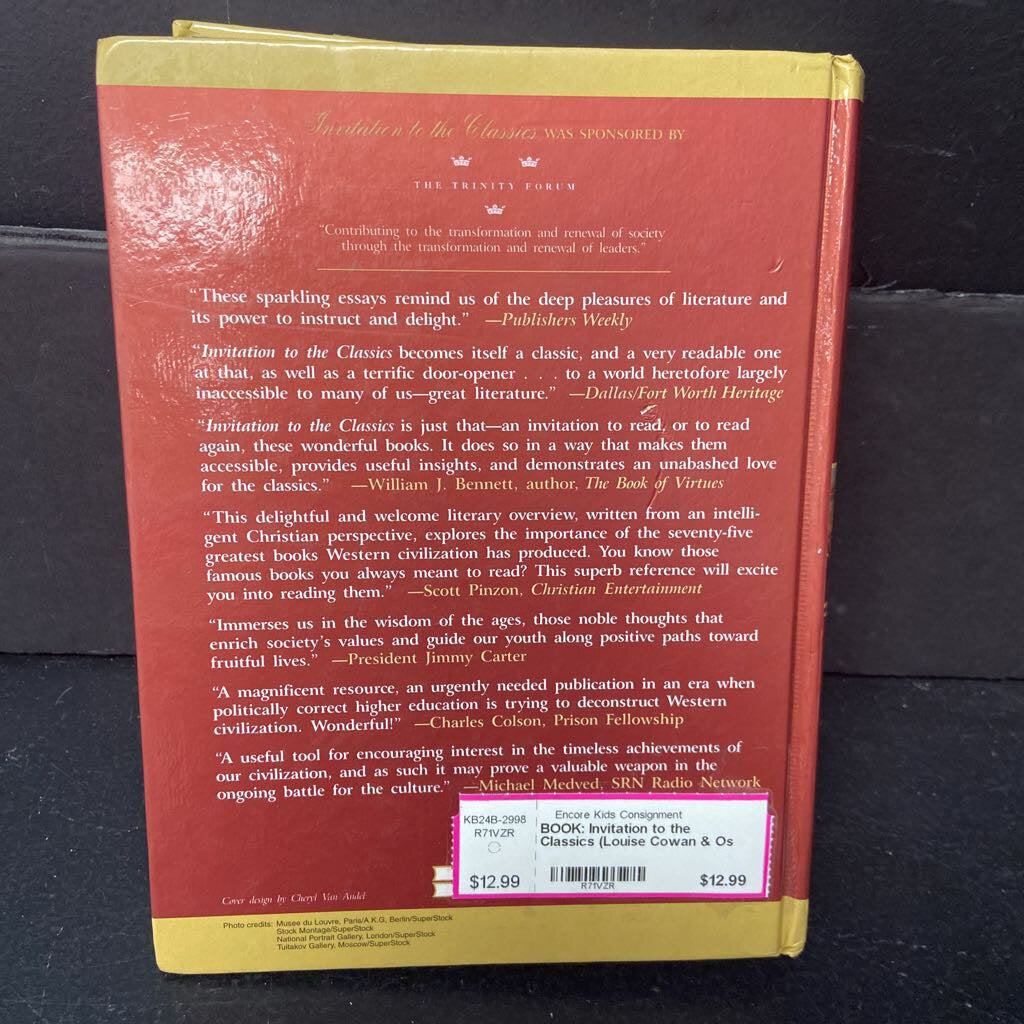 Invitation to the Classics WAS SPONSORED BY
THE TRINITY FORUM
"Contributing to the transformation and renewal of society
through the transformation and renewal of leaders."
"These sparkling essays remind us of the deep pleasures of literature and
its power to instruct and delight." —Publishers Weekly
"Invitation to the Classics becomes itself a classic, and a very readable one
at that, as well as a terrific door-opener . . . to a world heretofore largely
inaccessible to many of us—great literature." —Dallas/Fort Worth Heritage
"Invitation to the Classics is just that—an invitation to read, or to read
again, these wonderful books. It does so in a way that makes them
accessible, provides useful insights, and demonstrates an unabashed love
for the classics." —William J. Bennett, author, The Book of Virtues
"This delightful and welcome literary overview, written from an intelli-
gent Christian perspective, explores the importance of the seventy-five
greatest books Western civilization has produced. You know those
famous books you always meant to read? This superb reference will excite
you into reading them." —Scott Pinzon, Christian Entertainment
"Immerses us in the wisdom of the ages, those noble thoughts that
enrich society's values and guide our youth along positive paths toward
fruitful lives." —President Jimmy Carter
"A magnificent resource, an urgently needed publication in an era when
politically correct higher education is trying to deconstruct Western
civilization. Wonderful!" —Charles Colson, Prison Fellowship
"A useful tool for encouraging interest in the timeless achievements of
our civilization, and as such it may prove a valuable weapon in the
ongoing battle for the culture." —Michael Medved, SRN Radio Network
KB24B-2998
R71VZR
$12.99
Encore Kids Consignment
BOOK: Invitation to the
Classics (Louise Cowan & Os
R71VZR
$12.99
Cover design by Cheryl Van Andel
Photo credits: Musee du Louvre, Paris/A.K.G, Berlin/SuperStock
Stock Montage/SuperStock
National Portrait Gallery, London/SuperStock
Tuitakov Gallery, Moscow/SuperStock